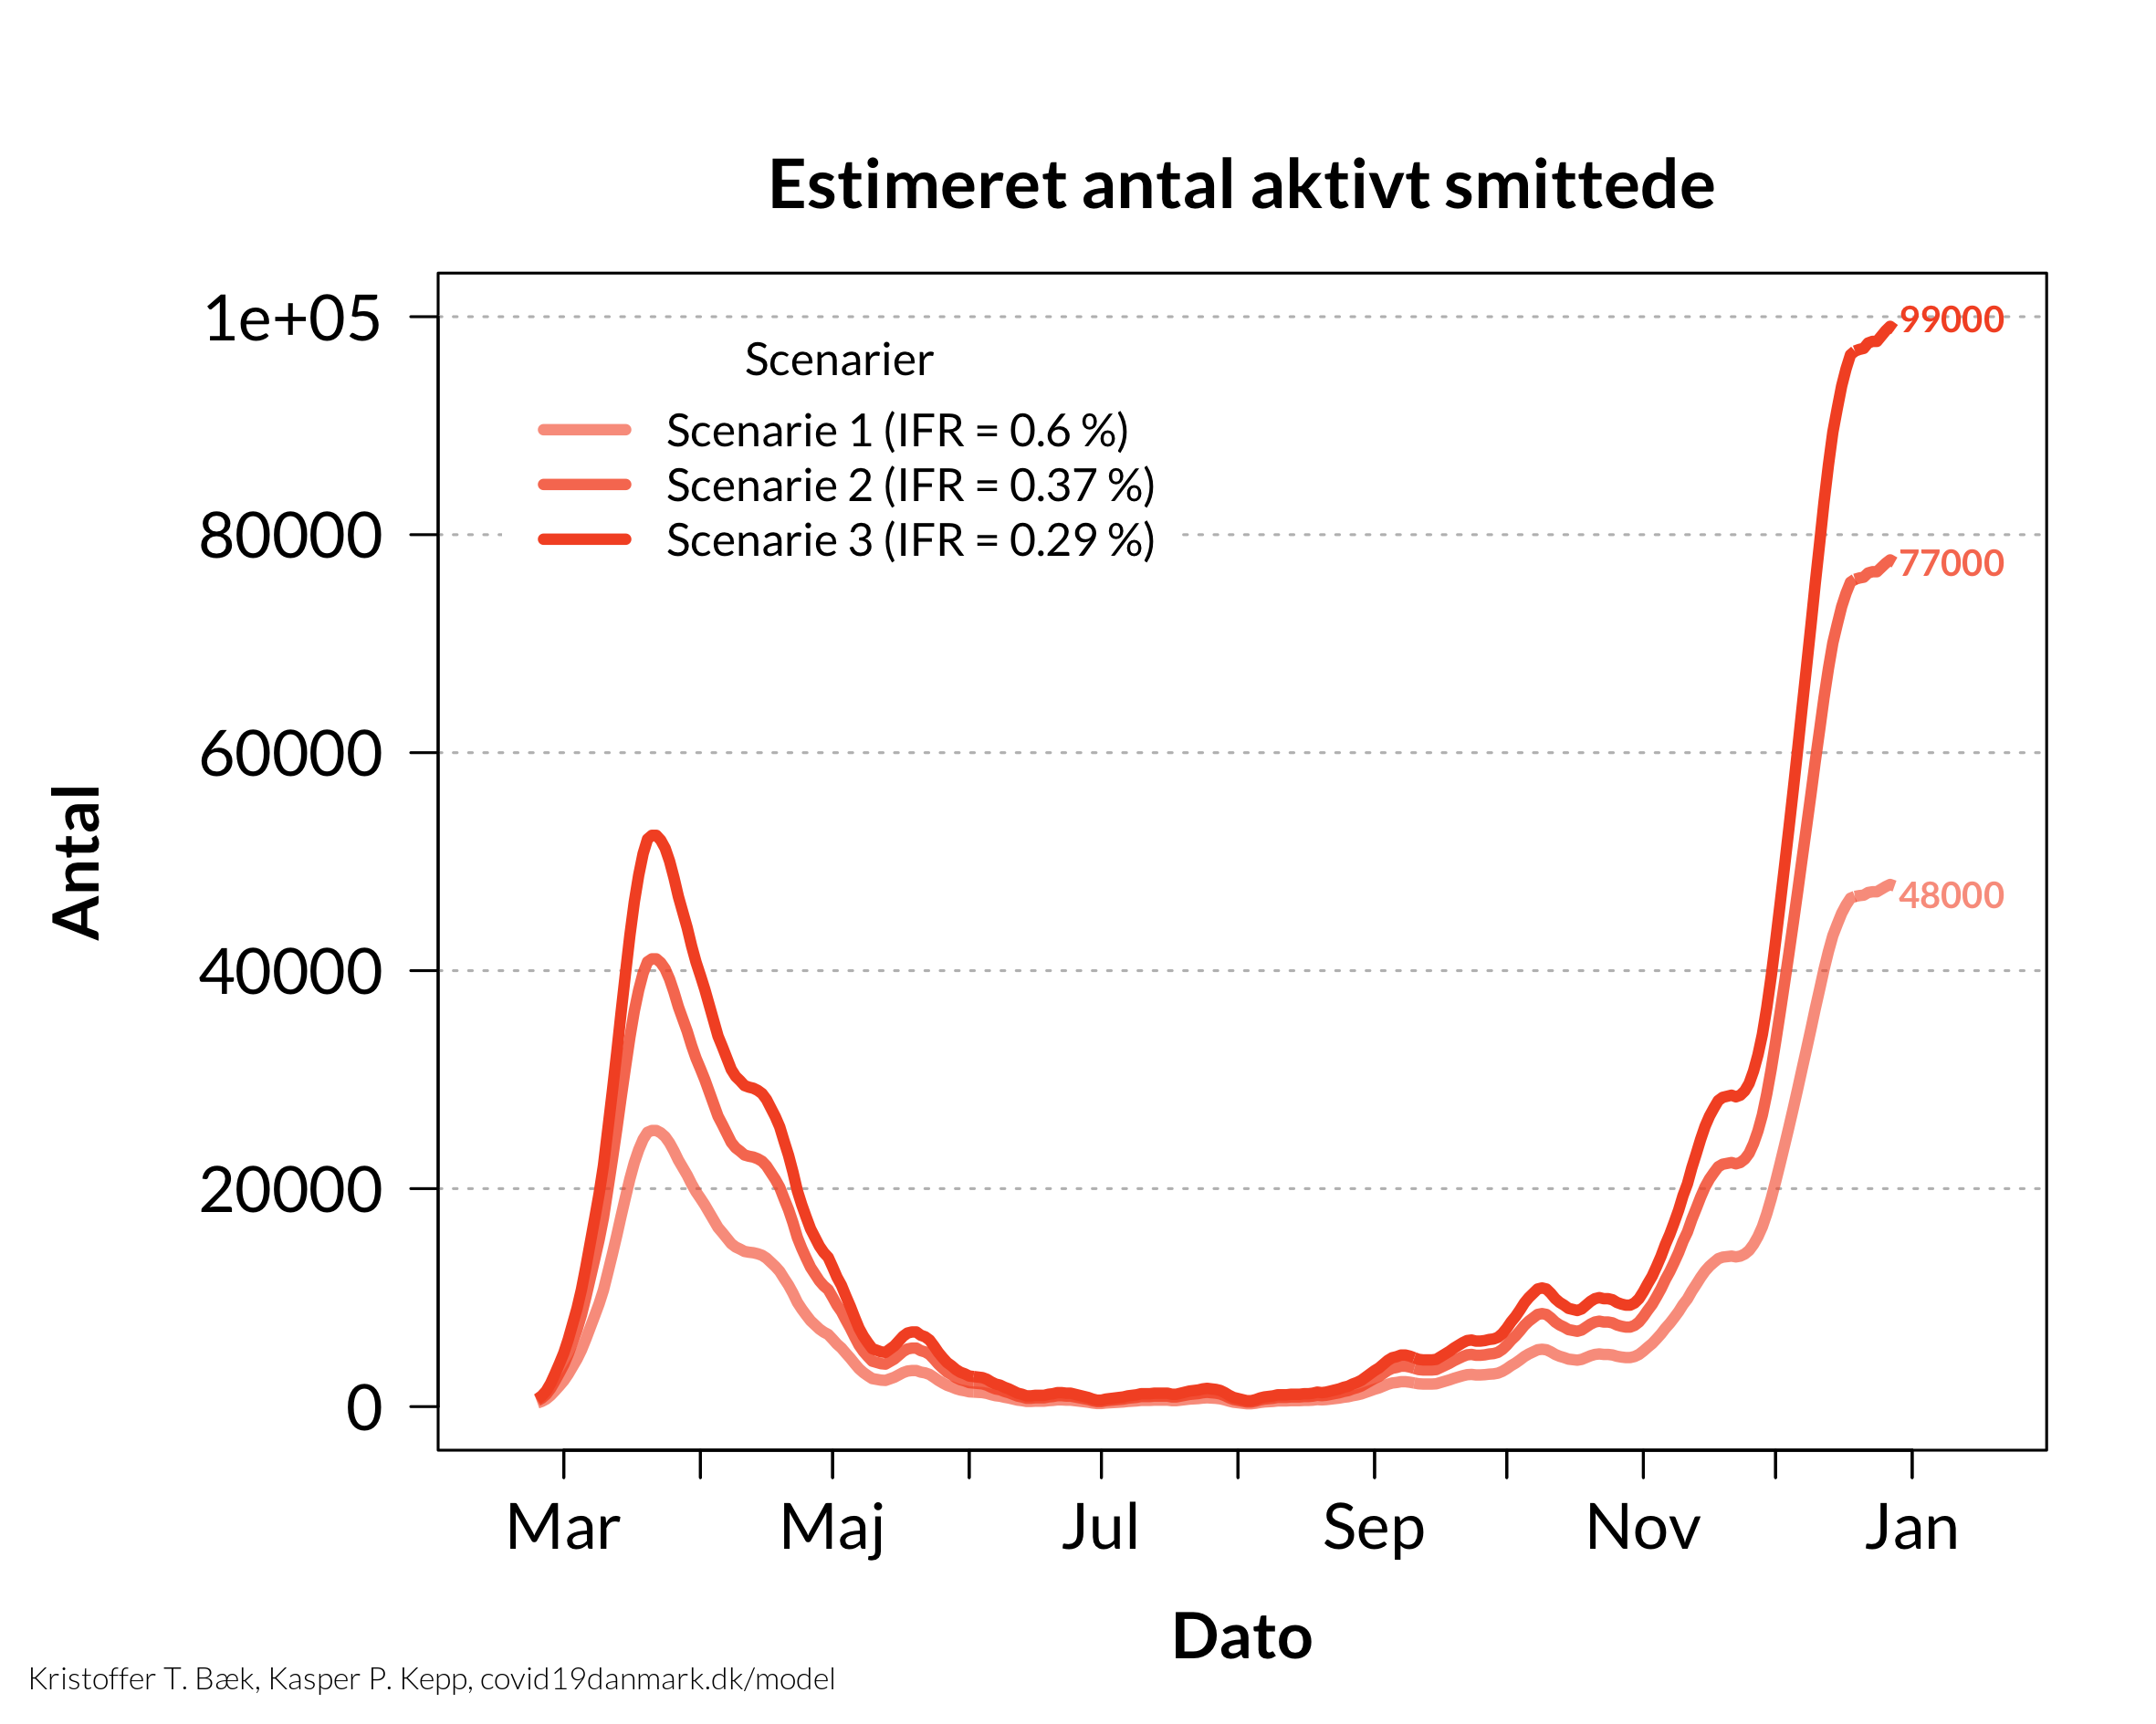 Estimeret antal aktivt smittede
1e+05
80000
60000
40000
20000
0
Antal
Scenarier
Scenarie 1 (IFR = 0.6 %)
Scenarie 2 (IFR = 0.37 %)
Scenarie 3 (IFR = 0.29 %)
99000
77000
48000
Mar Maj Jul Sep Nov Jan
Dato
Kristoffer T. Bæk, Kasper P. Kepp, covid19danmark.dk/model